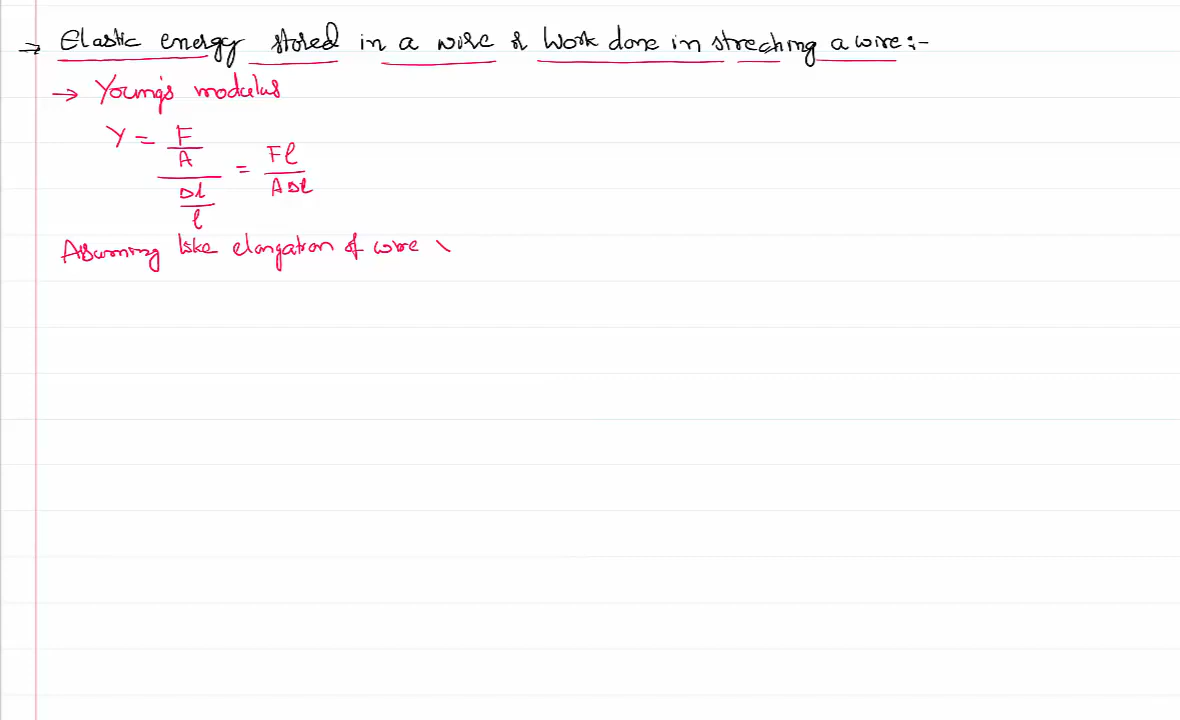 → Elastic energy stored in a wire & Work done in streching a wire:-
→ Young's modulus
Y = F/A / Δl/l = Fl/AΔl
Assuming like elongation of wire